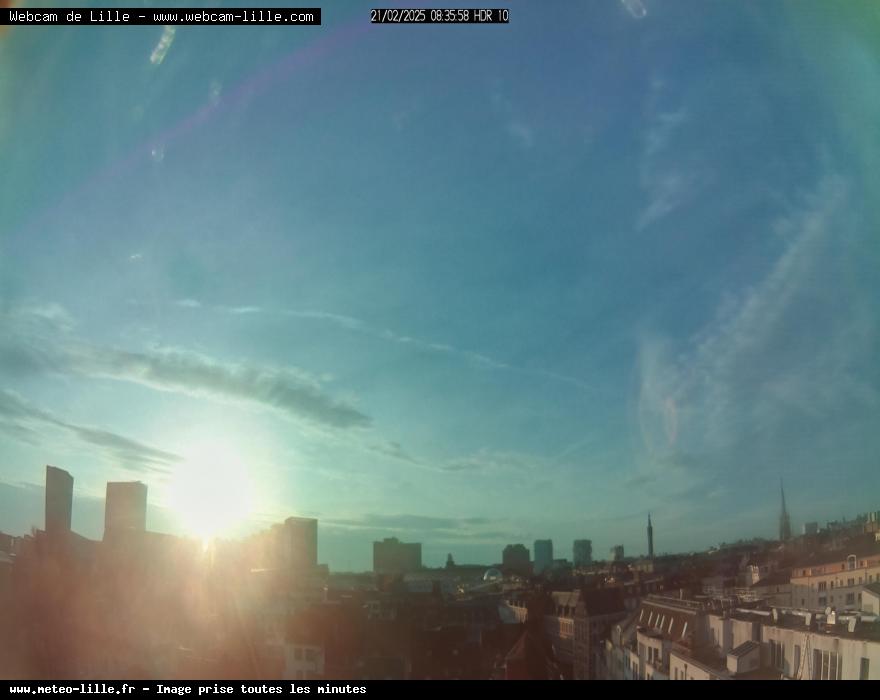 Webcam de Lille - www.webcam-lille.com
21/02/2025 08:35:58 HDR 10
www.meteo-lille.fr - Image prise toutes les minutes